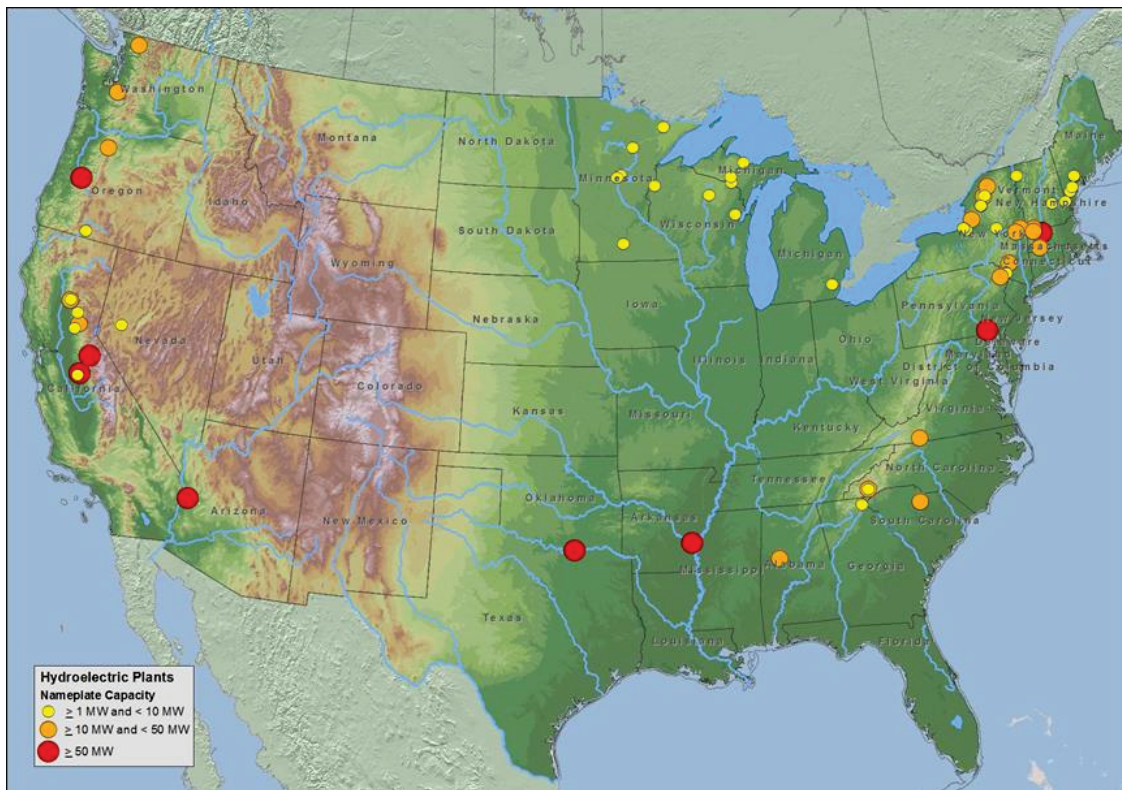 Washington
Montana
North Dakota
Maine
Michigan
Minnesota
Oregon
Vermont
Idaho
New Hampshire
Wisconsin
South Dakota
New York
Massachusetts
Michigan
Connecticut
Wyoming
Iowa
Pennsylvania
Nebraska
New Jersey
Nevada
Ohio
Delaware
Illinois
Indiana
Maryland
Utah
District of Columbia
California
Colorado
West Virginia
Virginia
Kansas
Missouri
Kentucky
North Carolina
Tennessee
Oklahoma
Arizona
Arkansas
South Carolina
New Mexico
Mississippi
Alabama
Georgia
Texas
Louisiana
Florida
Hydroelectric Plants
Nameplate Capacity
≥ 1 MW and < 10 MW
≥ 10 MW and < 50 MW
≥ 50 MW